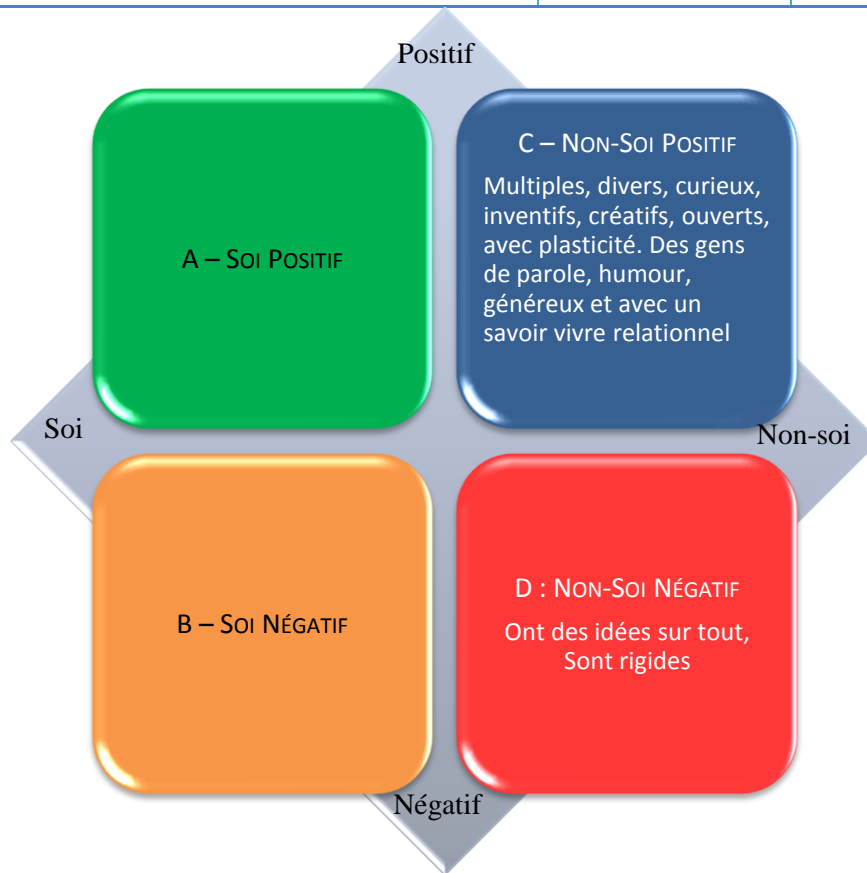 Positif
A – Soi Positif
C – Non-Soi Positif
Multiples, divers, curieux,
inventifs, créatifs, ouverts,
avec plasticité. Des gens
de parole, humour,
généreux et avec un
savoir vivre relationnel
Soi
Non-soi
B – Soi Négatif
D : Non-Soi Négatif
Ont des idées sur tout,
Sont rigides
Négatif